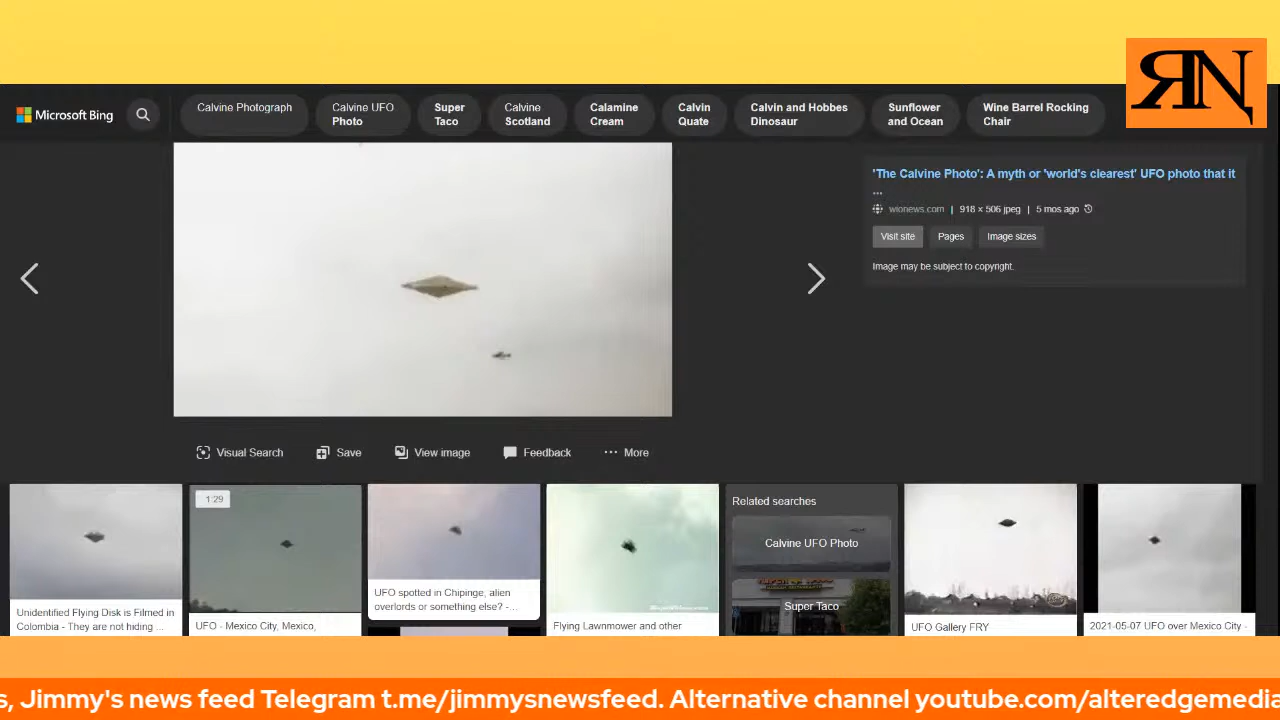 Microsoft Bing
Calvine Photograph
Calvine UFO
Photo
Super
Taco
Calvine
Scotland
Calamine
Cream
Calvin
Quate
Calvin and Hobbes
Dinosaur
Sunflower
and Ocean
Wine Barrel Rocking
Chair
RN
'The Calvine Photo': A myth or 'world's clearest' UFO photo that it
...
wionews.com | 918 × 506 jpeg | 5 mos ago
Visit site
Pages
Image sizes
Image may be subject to copyright.
Visual Search
Save
View image
Feedback
More
1:29
Unidentified Flying Disk is Filmed in
Colombia - They are not hiding ...
UFO - Mexico City, Mexico,
UFO spotted in Chipinge, alien
overlords or something else? -...
Flying Lawnmower and other
Related searches
Calvine UFO Photo
Super Taco
UFO Gallery FRY
2021-05-07 UFO over Mexico City -
s, Jimmy's news feed Telegram t.me/jimmysnewsfeed. Alternative channel youtube.com/alteredgemedia